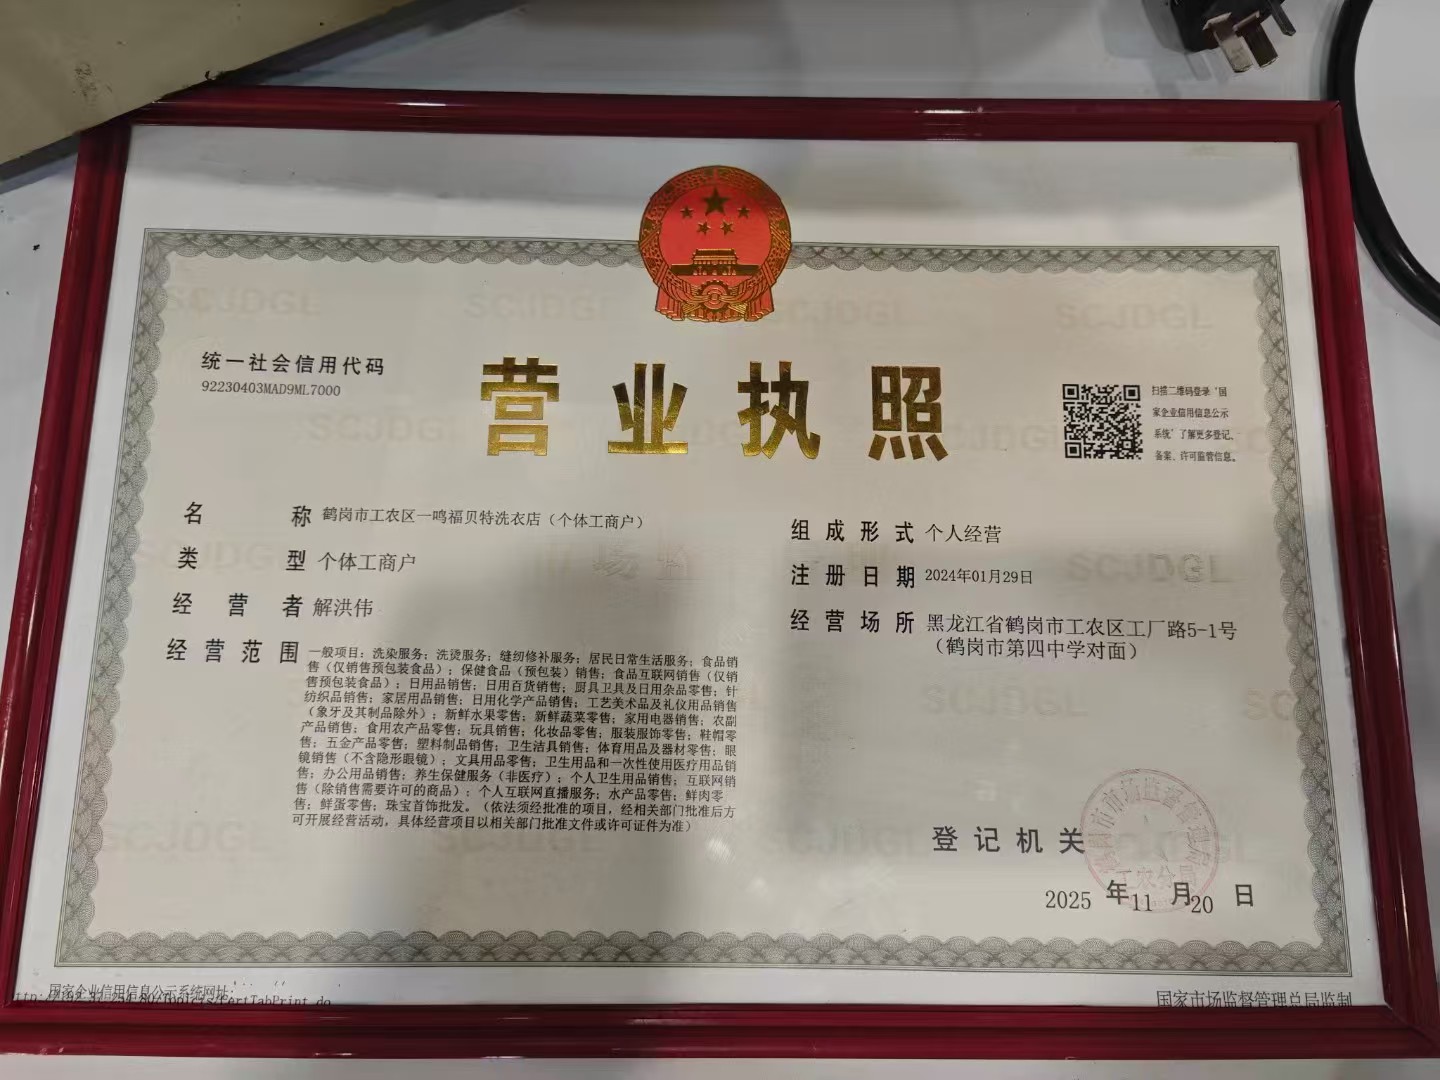 统一社会信用代码
92230403MAD9ML7000
营业执照
扫描二维码登录‘国
家企业信用信息公示
系统’了解更多登记、
备案、许可监管信息。
名称 鹤岗市工农区一鸣福贝特洗衣店（个体工商户）
类型 个体工商户
经营者 解洪伟
经营范围 一般项目：洗染服务；洗烫服务；缝纫修补服务；居民日常生活服务；食品销
售（仅销售预包装食品）；保健食品（预包装）销售；食品互联网销售（仅销
售预包装食品）；日用品销售；日用百货销售；厨具卫具及日用杂品零售；针
纺织品销售；家居用品销售；日用化学产品销售；工艺美术品及礼仪用品销售
（象牙及其制品除外）；新鲜水果零售；新鲜蔬菜零售；家用电器销售；农副
产品销售；食用农产品零售；玩具销售；化妆品零售；服装服饰零售；鞋帽零
售；五金产品零售；塑料制品销售；卫生洁具销售；体育用品及器材零售；眼
镜销售（不含隐形眼镜）；文具用品零售；卫生用品和一次性使用医疗用品销
售；办公用品销售；养生保健服务（非医疗）；个人卫生用品销售；互联网销
售（除销售需要许可的商品）；个人互联网直播服务；水产品零售；鲜肉零
售；鲜蛋零售；珠宝首饰批发。（依法须经批准的项目，经相关部门批准后方
可开展经营活动，具体经营项目以相关部门批准文件或许可证件为准）
组成形式 个人经营
注册日期 2024年01月29日
经营场所 黑龙江省鹤岗市工农区工厂路5-1号
（鹤岗市第四中学对面）
登记机关
鹤岗市市场监督管理局
工农分局
2025 年 11 月 20 日
国家企业信用信息公示系统网址：
国家市场监督管理总局监制
SCJDGL